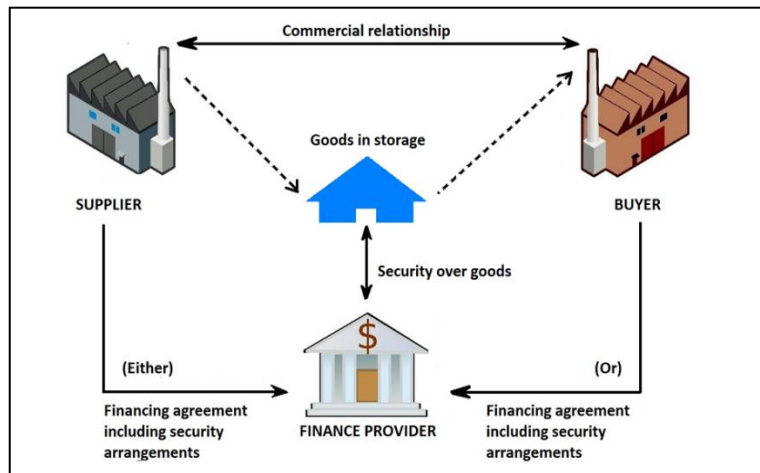 Commercial relationship
Goods in storage
SUPPLIER
BUYER
Security over goods
$
(Either)
(Or)
Financing agreement
including security
arrangements
FINANCE PROVIDER
Financing agreement
including security
arrangements